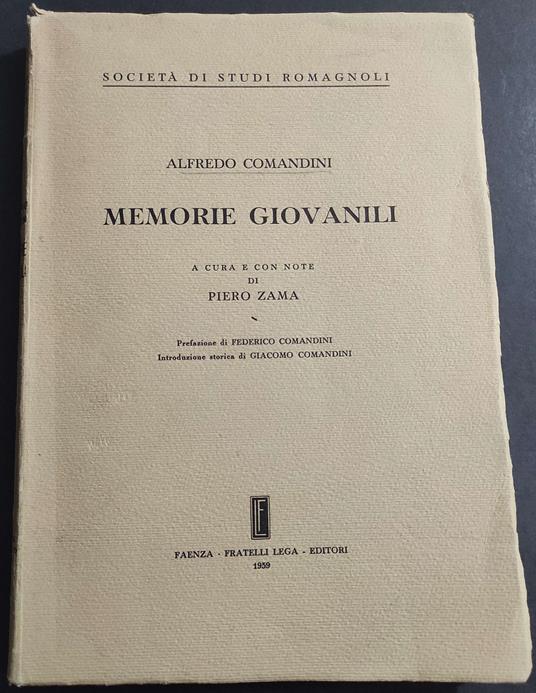 SOCIETÀ DI STUDI ROMAGNOLI
ALFREDO COMANDINI
MEMORIE GIOVANILI
A CURA E CON NOTE
DI
PIERO ZAMA
Prefazione di FEDERICO COMANDINI
Introduzione storica di GIACOMO COMANDINI
FAENZA - FRATELLI LEGA - EDITORI
1959